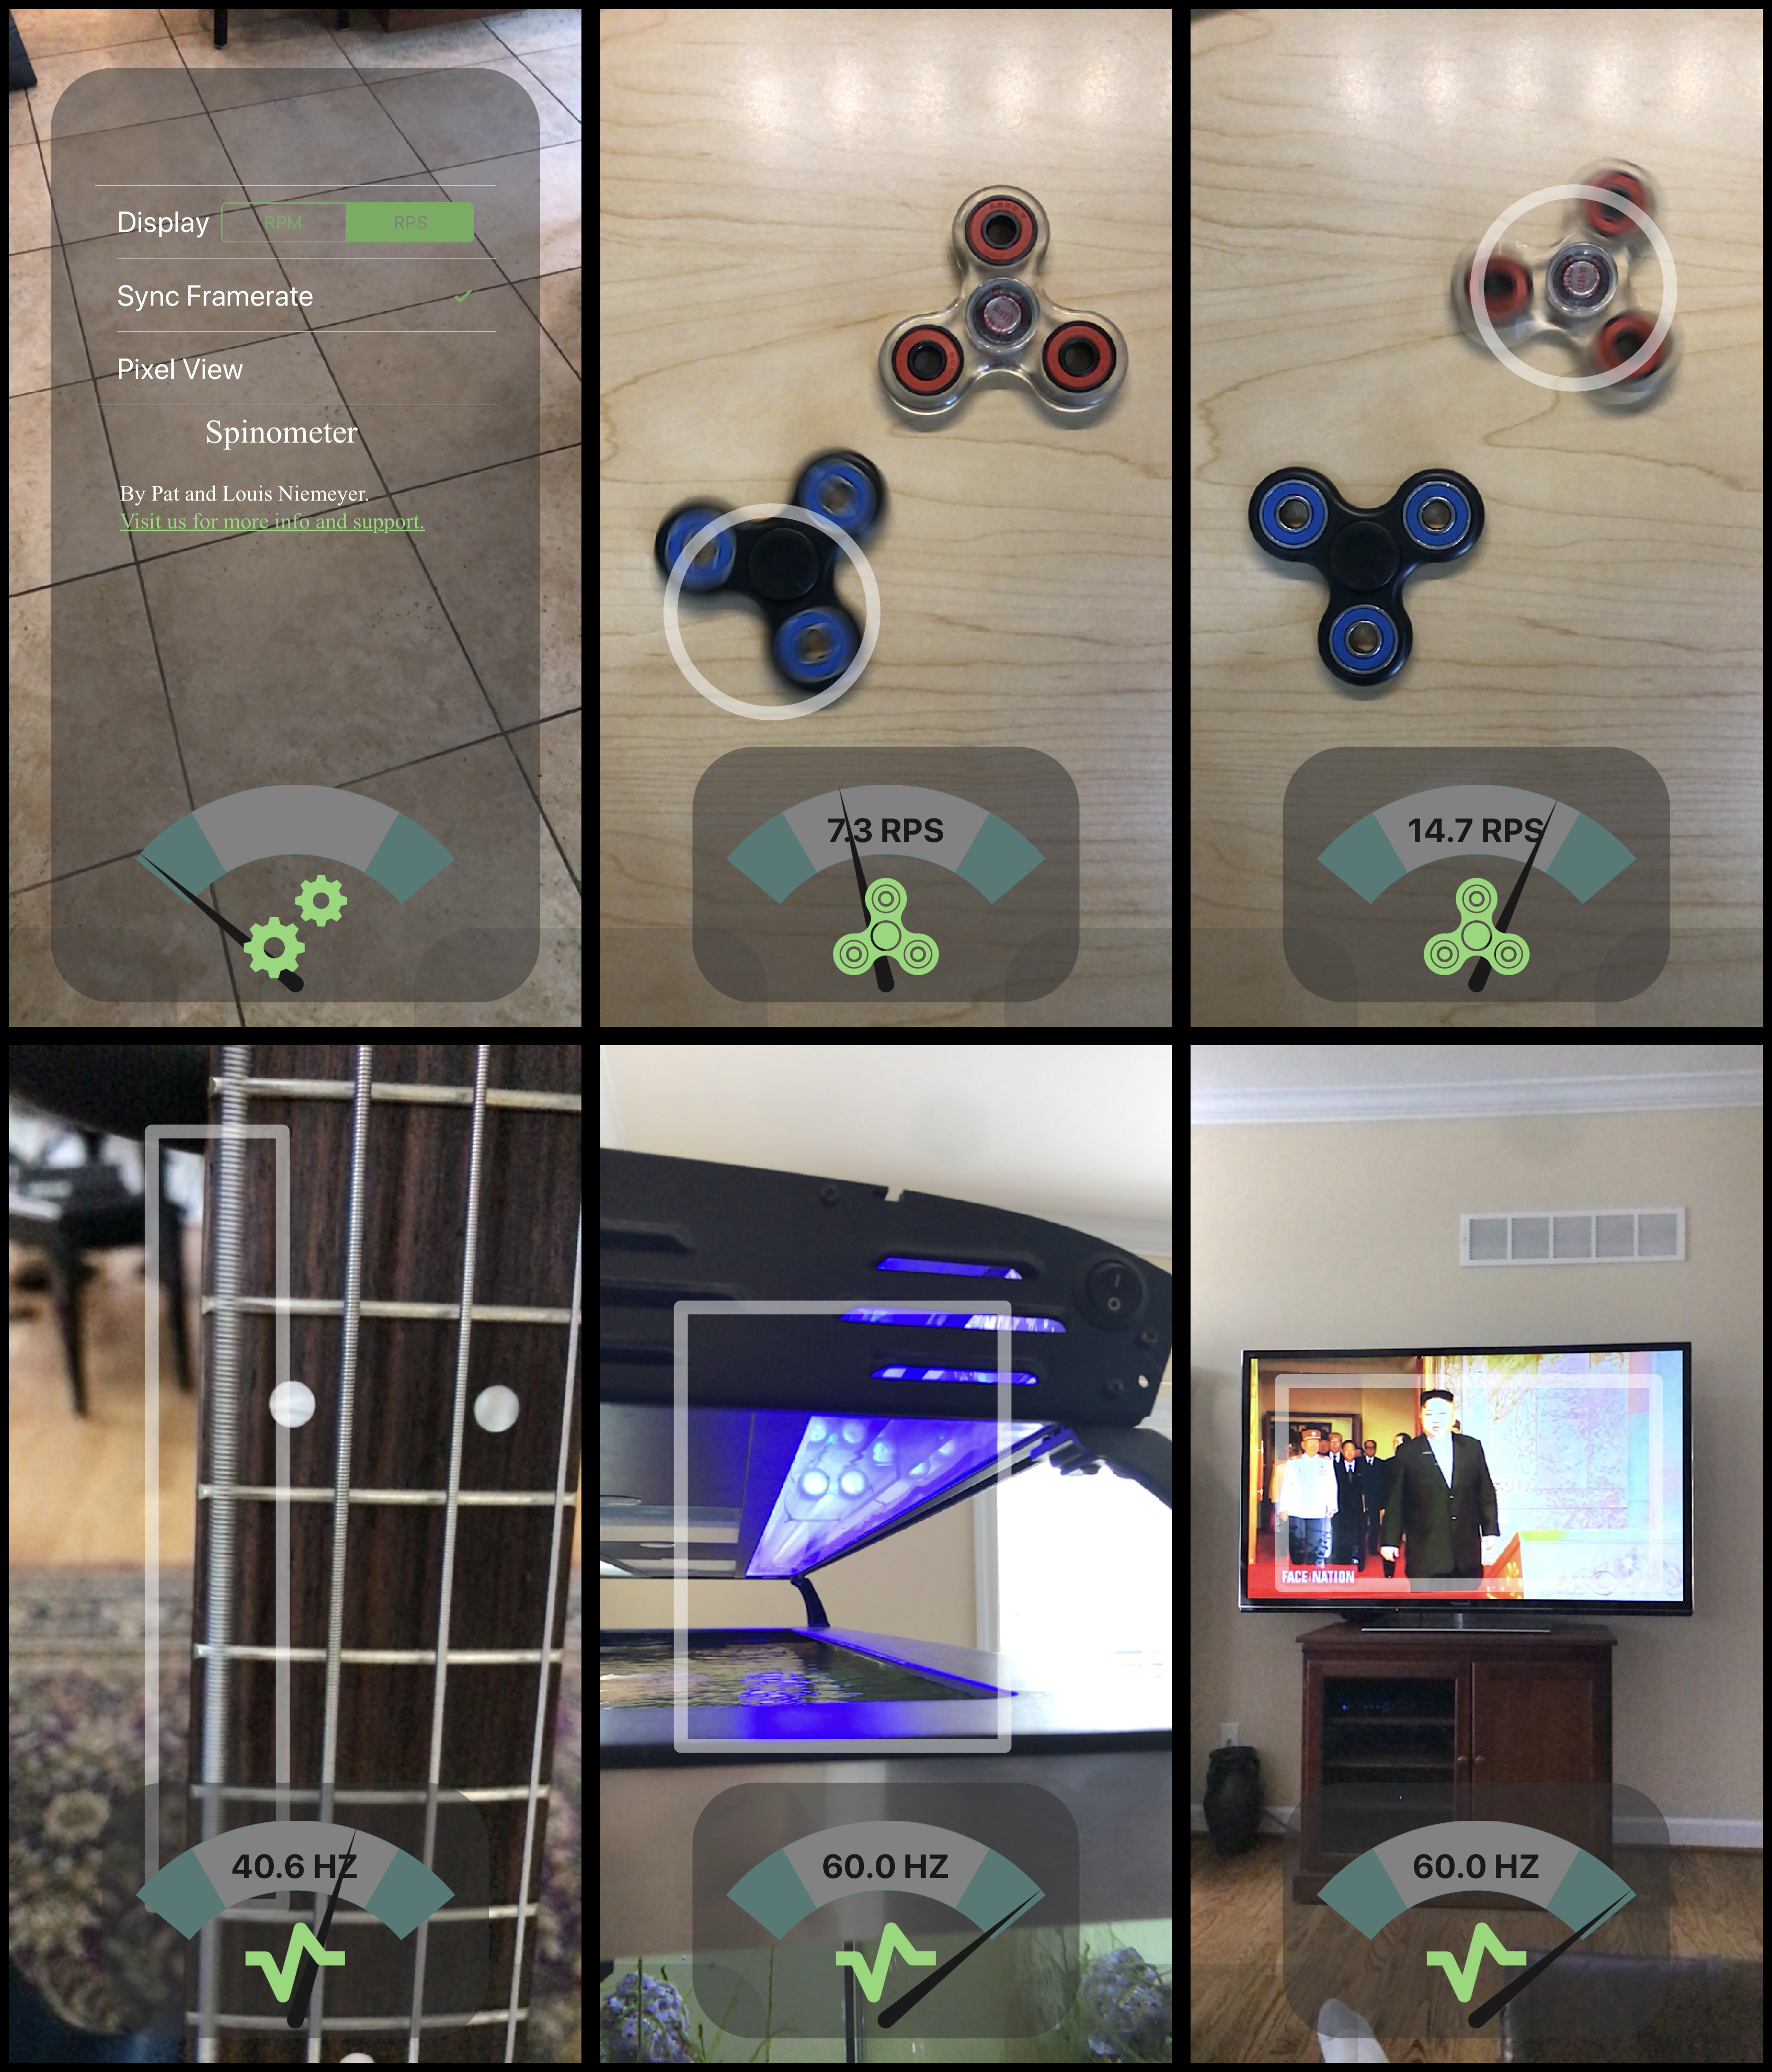 Display RPM RPS
Sync Framerate
Pixel View
Spinometer
By Pat and Louis Niemeyer.
Visit us for more info and support.
7.3 RPS
14.7 RPS
40.6 HZ
60.0 HZ
FACE NATION
60.0 HZ